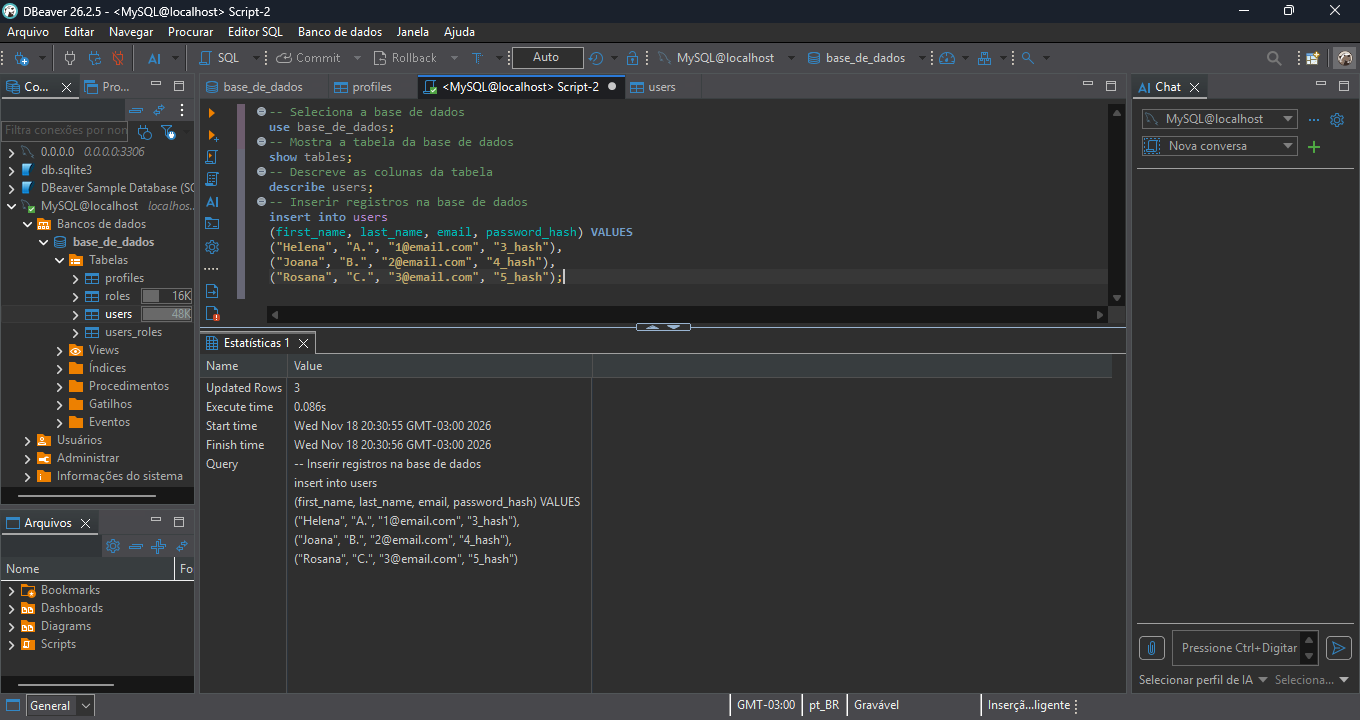 DBeaver 26.2.5 - <MySQL@localhost> Script-2
Arquivo Editar Navegar Procurar Editor SQL Banco de dados Janela Ajuda
AI SQL Commit Rollback T Auto MySQL@localhost base_de_dados
Co... Pro...
Filtra conexões por nom
0.0.0.0 0.0.0.0:3306
db.sqlite3
DBeaver Sample Database (SQ
MySQL@localhost localhos...
Bancos de dados
base_de_dados
Tabelas
profiles
roles 16K
users 48K
users_roles
Views
Índices
Procedimentos
Gatilhos
Eventos
Usuários
Administrar
Informações do sistema
Arquivos
Nome Fo
Bookmarks
Dashboards
Diagrams
Scripts
base_de_dados profiles <MySQL@localhost> Script-2 users
AI
-- Seleciona a base de dados
use base_de_dados;
-- Mostra a tabela da base de dados
show tables;
-- Descreve as colunas da tabela
describe users;
-- Inserir registros na base de dados
insert into users
(first_name, last_name, email, password_hash) VALUES
("Helena", "A.", "1@email.com", "3_hash"),
("Joana", "B.", "2@email.com", "4_hash"),
("Rosana", "C.", "3@email.com", "5_hash");
Estatísticas 1
Name Value
Updated Rows 3
Execute time 0.086s
Start time Wed Nov 18 20:30:55 GMT-03:00 2026
Finish time Wed Nov 18 20:30:56 GMT-03:00 2026
Query -- Inserir registros na base de dados
insert into users
(first_name, last_name, email, password_hash) VALUES
("Helena", "A.", "1@email.com", "3_hash"),
("Joana", "B.", "2@email.com", "4_hash"),
("Rosana", "C.", "3@email.com", "5_hash")
AI Chat
MySQL@localhost
Nova conversa
Pressione Ctrl+Digitar
Selecionar perfil de IA Seleciona...
General
GMT-03:00 pt_BR Gravável Inserçã...ligente